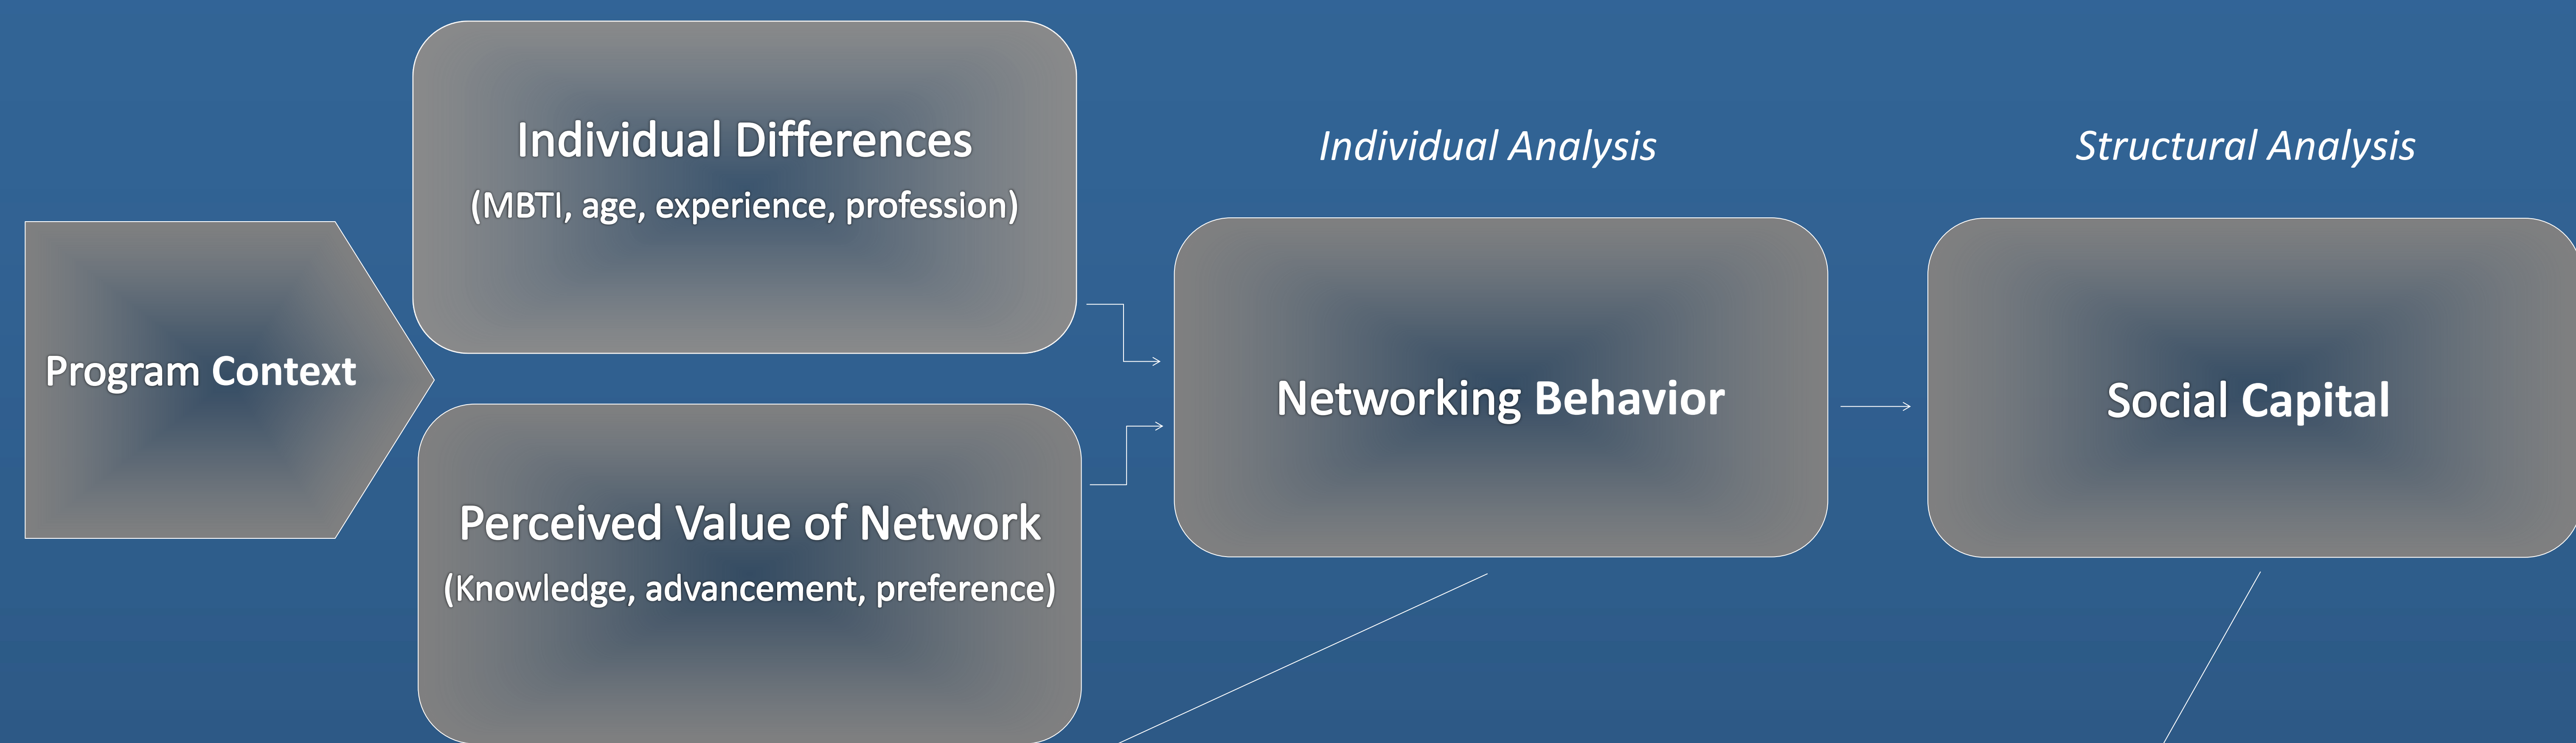 Program Context
Individual Differences
(MBTI, age, experience, profession)
Perceived Value of Network
(Knowledge, advancement, preference)
Individual Analysis
Networking Behavior
Structural Analysis
Social Capital